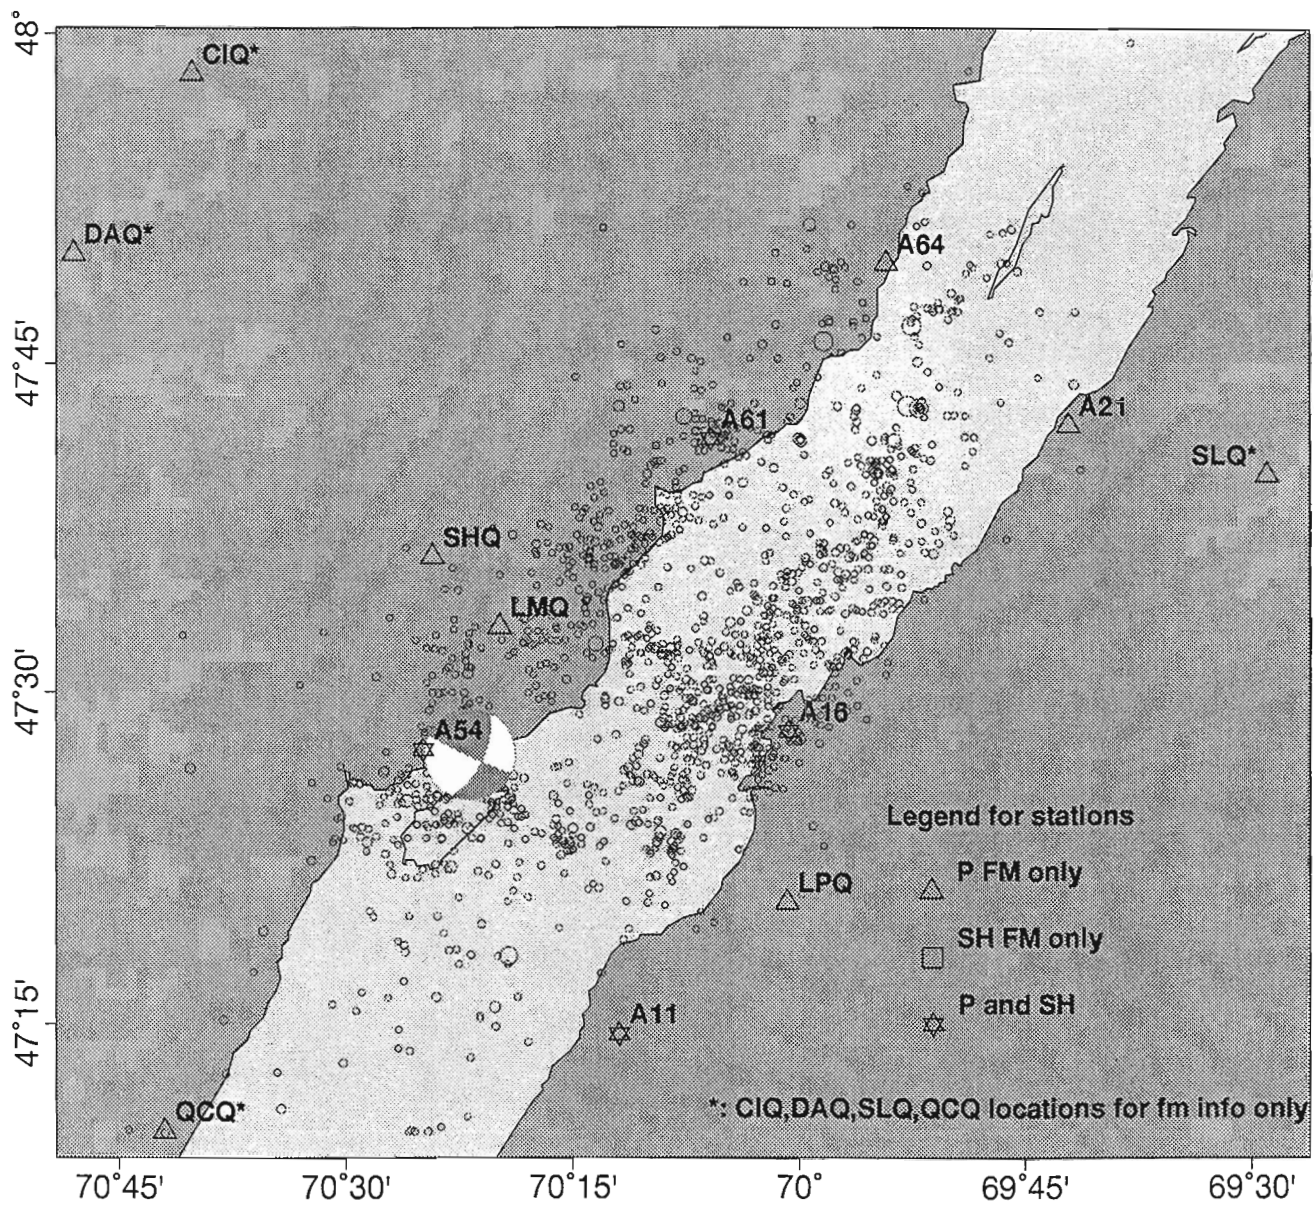 48°
CIQ*
DAQ*
A64
47°45'
A61
A21
SLQ*
SHQ
LMQ
47°30'
A54
A16
Legend for stations
P FM only
LPQ
SH FM only
P and SH
47°15'
A11
QCQ*
*: CIQ,DAQ,SLQ,QCQ locations for fm info only
70°45' 70°30' 70°15' 70° 69°45' 69°30'